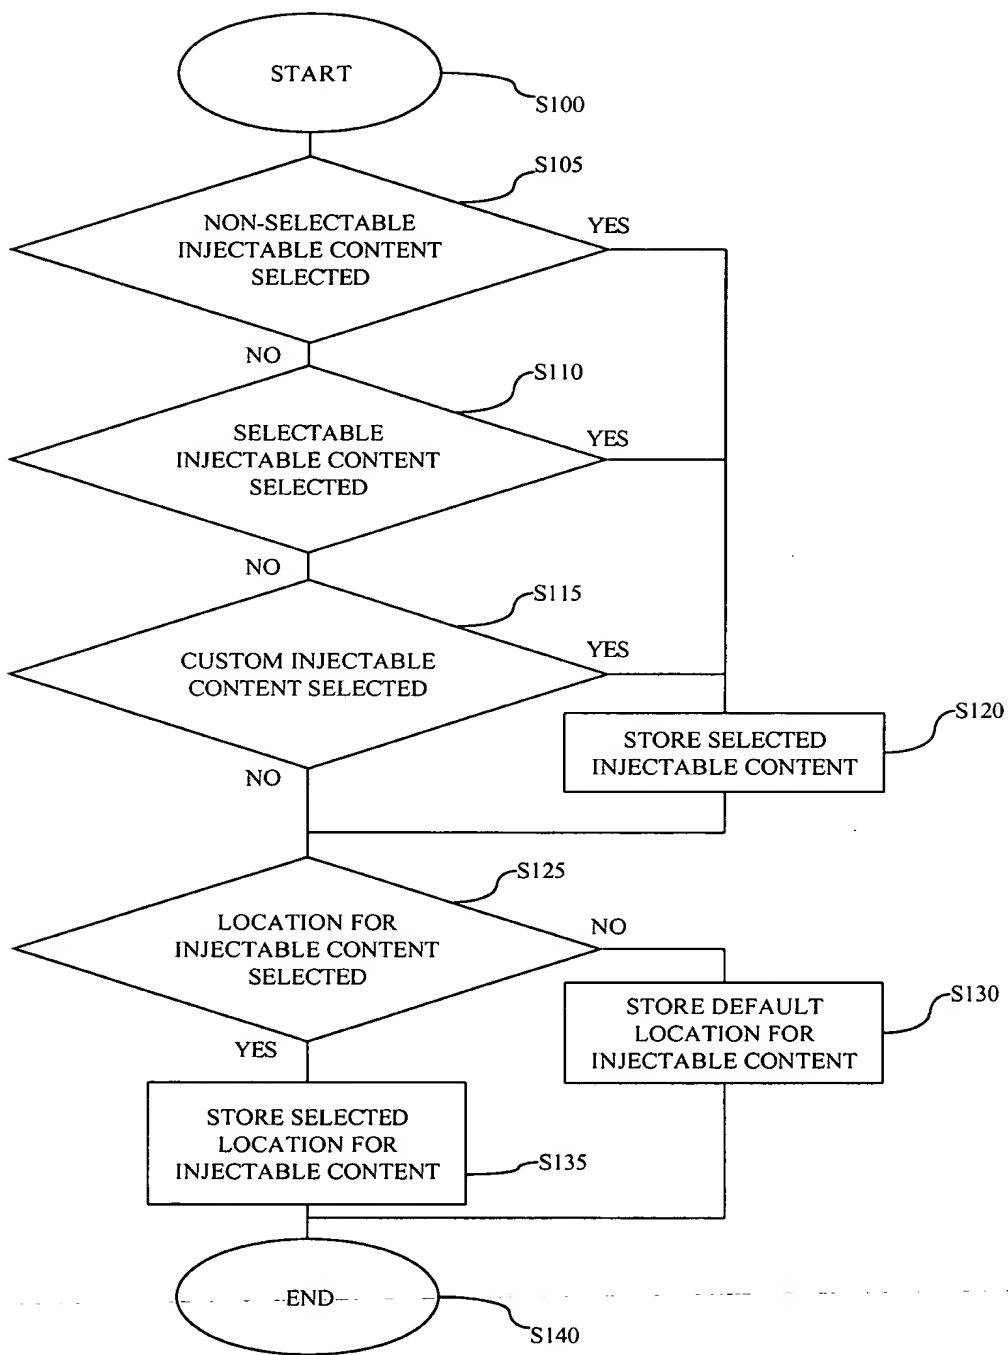 START
S100
S105
NON-SELECTABLE
INJECTABLE CONTENT
SELECTED
YES
NO
S110
SELECTABLE
INJECTABLE CONTENT
SELECTED
YES
NO
S115
CUSTOM INJECTABLE
CONTENT SELECTED
YES
NO
S120
STORE SELECTED
INJECTABLE CONTENT
S125
LOCATION FOR
INJECTABLE CONTENT
SELECTED
NO
YES
S130
STORE DEFAULT
LOCATION FOR
INJECTABLE CONTENT
STORE SELECTED
LOCATION FOR
INJECTABLE CONTENT
S135
END
S140